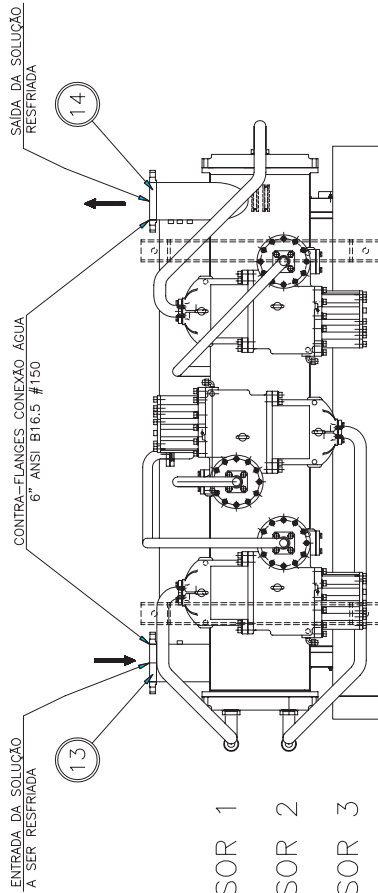 ENTRADA DA SOLUÇÃO
A SER RESFRIADA
13
CONTRA-FLANGES CONEXÃO ÁGUA
6" ANSI B16.5 #150
SAÍDA DA SOLUÇÃO
RESFRIADA
14
SOR 1
SOR 2
SOR 3